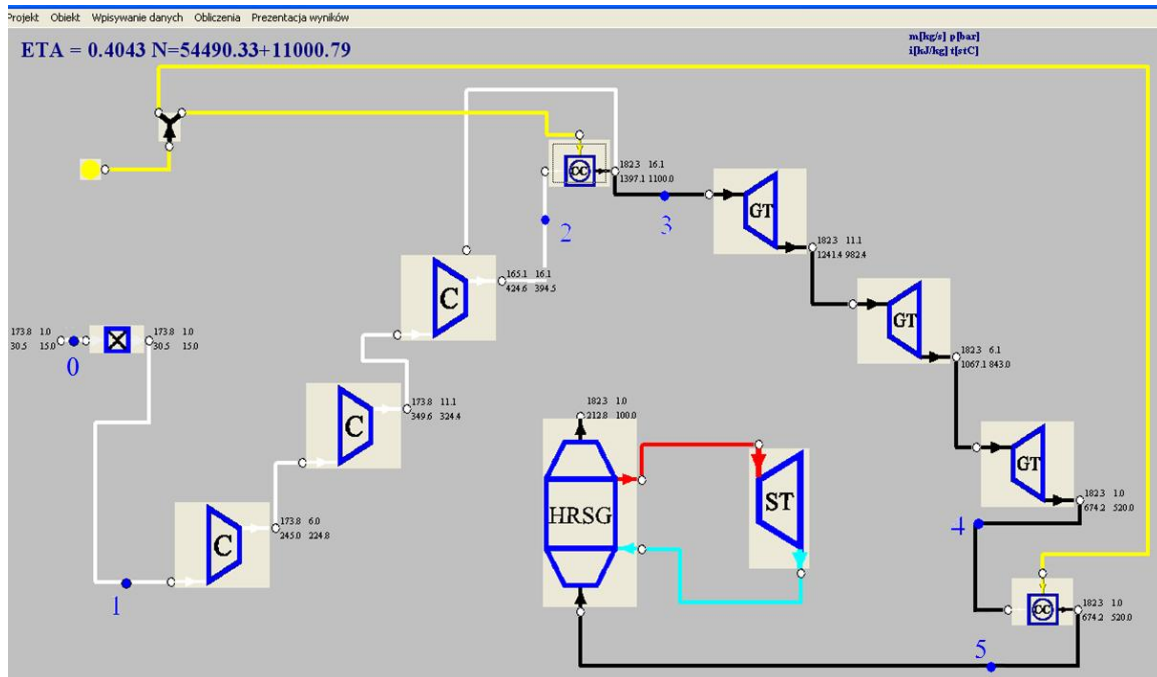 Projekt Obiekt Wpisywanie danych Obliczenia Prezentacja wyników
ETA = 0.4043 N=54490.33+11000.79
m[kg/s] p[bar]
i[kJ/kg] t[stC]
182.3 16.1
1397.1 1100.0
2
3
GT
182.3 11.1
1241.4 982.4
165.1 16.1
424.6 394.5
C
GT
173.8 1.0
30.5 15.0
0
173.8 1.0
30.5 15.0
182.3 6.1
1067.1 843.0
173.8 11.1
349.6 324.4
C
182.3 1.0
212.8 100.0
GT
182.3 1.0
674.2 520.0
HRSG
ST
4
173.8 6.0
245.0 224.8
C
1
182.3 1.0
674.2 520.0
5